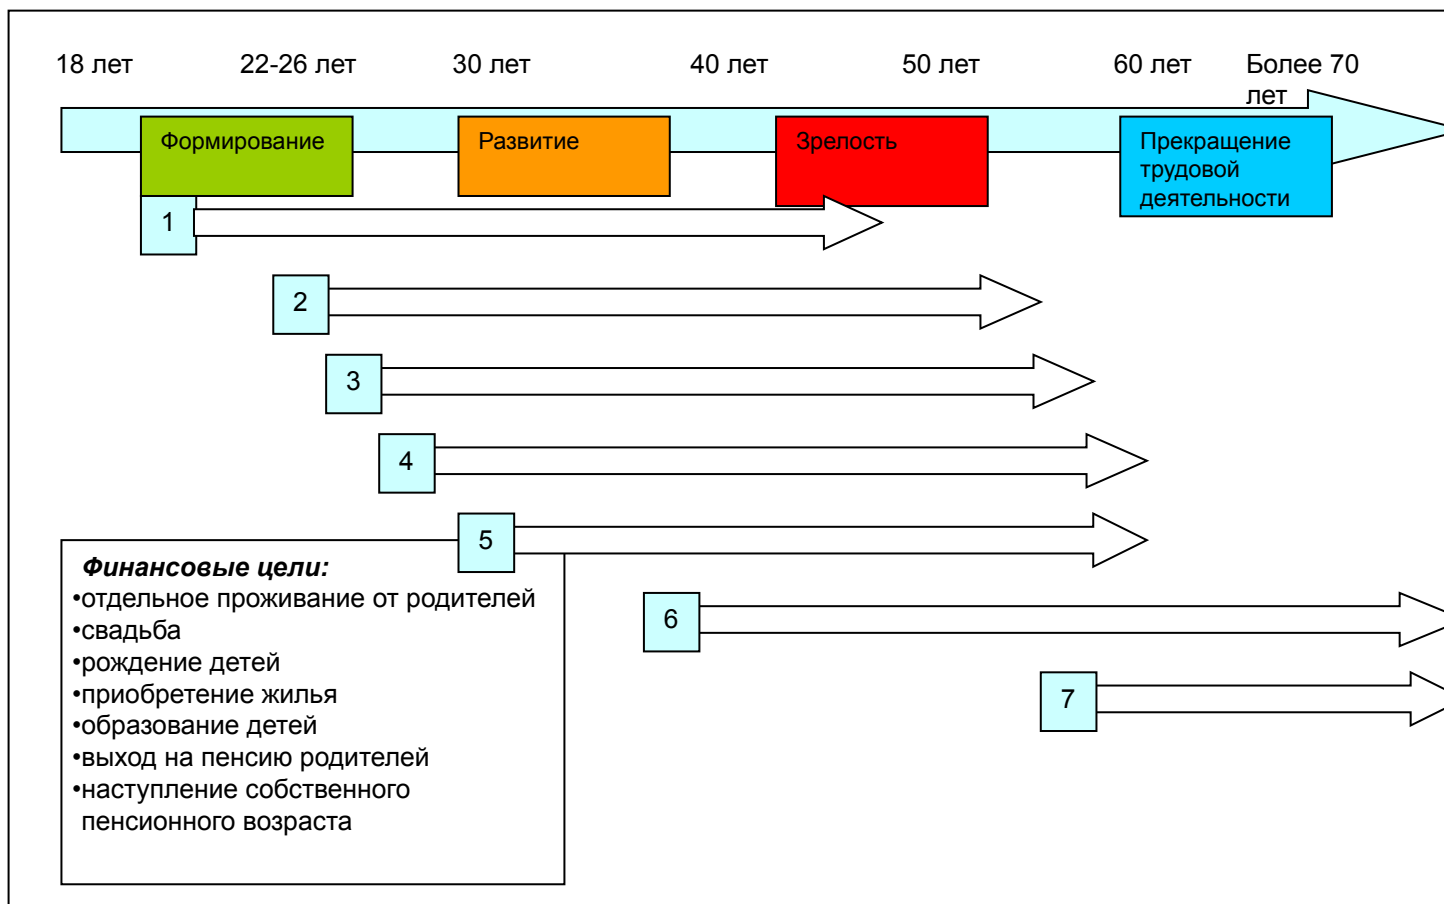 18 лет 22-26 лет 30 лет 40 лет 50 лет 60 лет Более 70
лет
Формирование
Развитие
Зрелость
Прекращение
трудовой
деятельности
1
2
3
4
5
Финансовые цели:
•отдельное проживание от родителей
•свадьба
•рождение детей
•приобретение жилья
•образование детей
•выход на пенсию родителей
•наступление собственного
пенсионного возраста
6
7